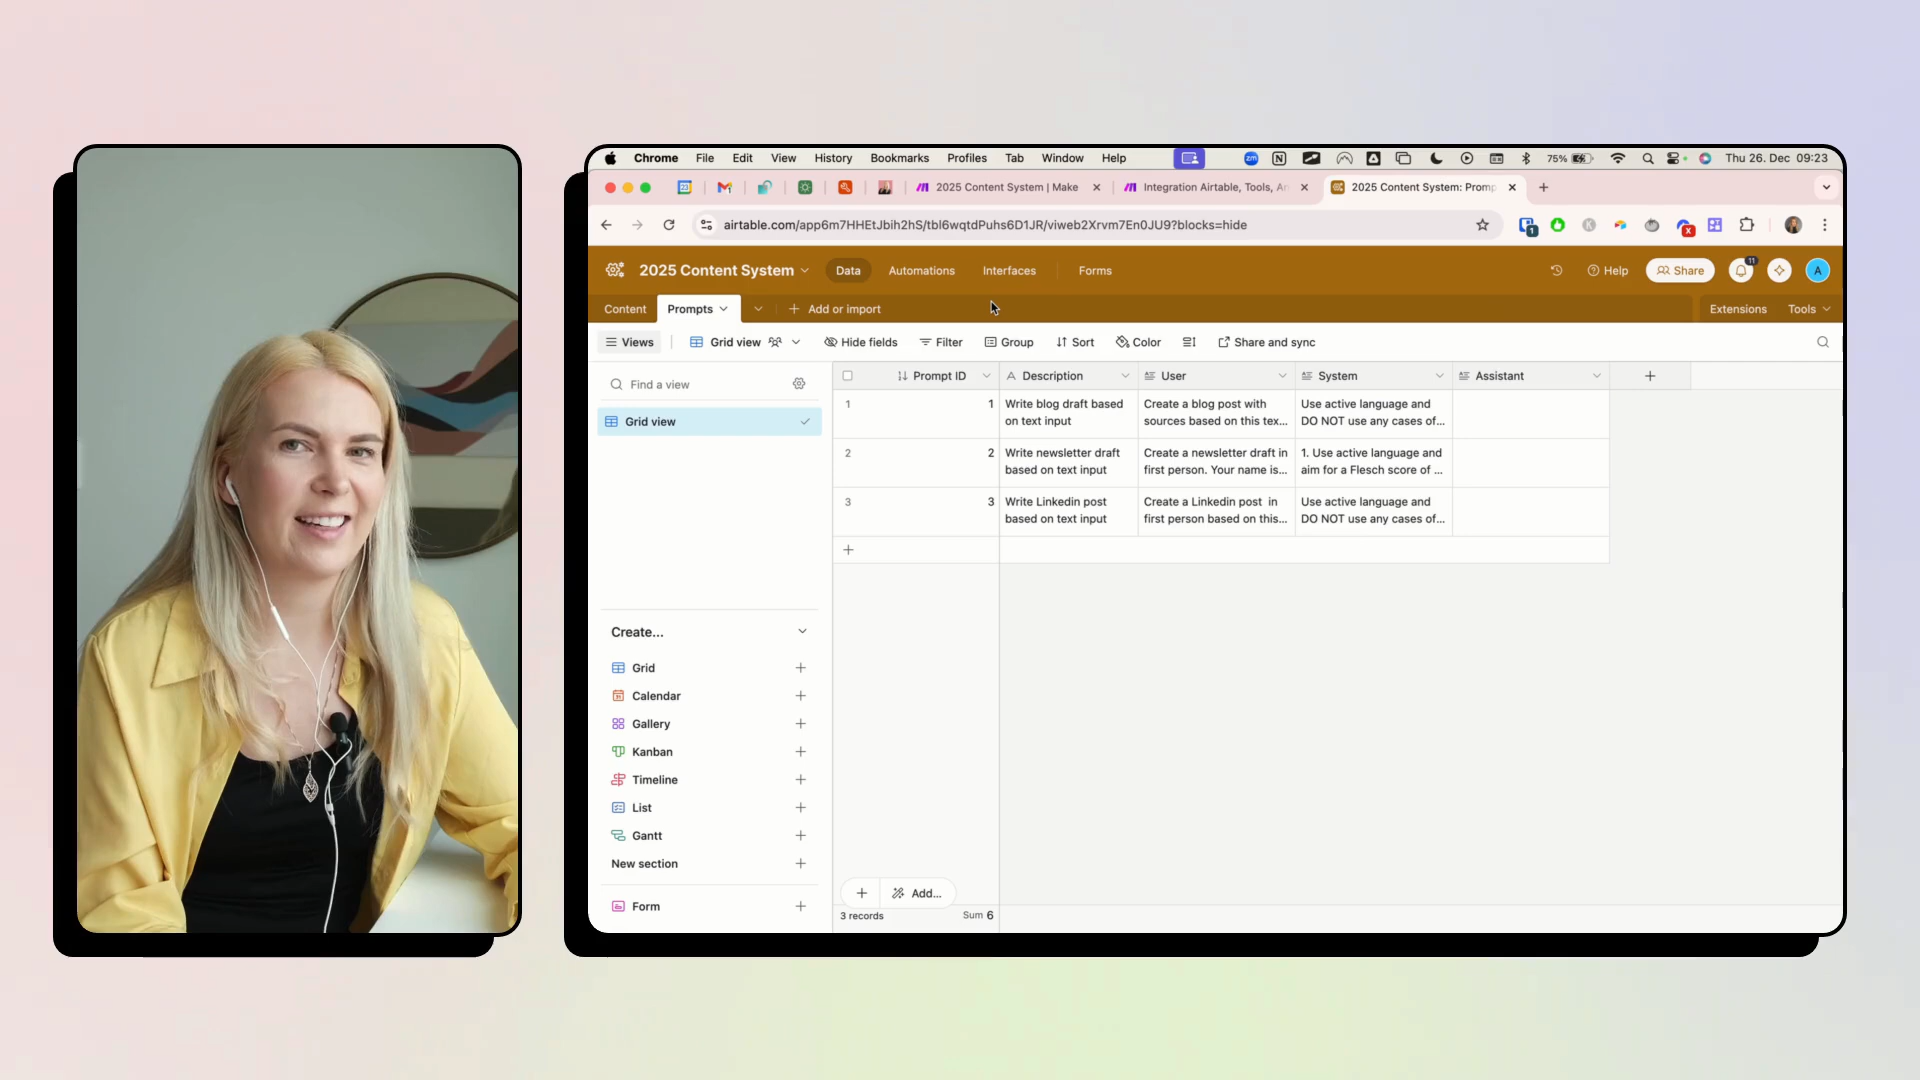 Chrome File Edit View History Bookmarks Profiles Tab Window Help 75% Thu 26. Dec 09:23
2025 Content System | Make Integration Airtable, Tools, An 2025 Content System: Promp
airtable.com/app6m7HHEtJbih2hS/tbl6wqtdPuhs6D1JR/viweb2Xrvm7En0JU9?blocks=hide
2025 Content System Data Automations Interfaces Forms Help Share 11 A
Content Prompts Add or import Extensions Tools
Views Grid view Hide fields Filter Group Sort Color Share and sync
Find a view
Grid view
Prompt ID Description User System Assistant
1 1 Write blog draft based Create a blog post with Use active language and
on text input sources based on this tex... DO NOT use any cases of...
2 2 Write newsletter draft Create a newsletter draft in 1. Use active language and
based on text input first person. Your name is... aim for a Flesch score of ...
3 3 Write Linkedin post Create a Linkedin post in Use active language and
based on text input first person based on this... DO NOT use any cases of...
Create...
Grid
Calendar
Gallery
Kanban
Timeline
List
Gantt
New section
Form
Add...
3 records Sum 6